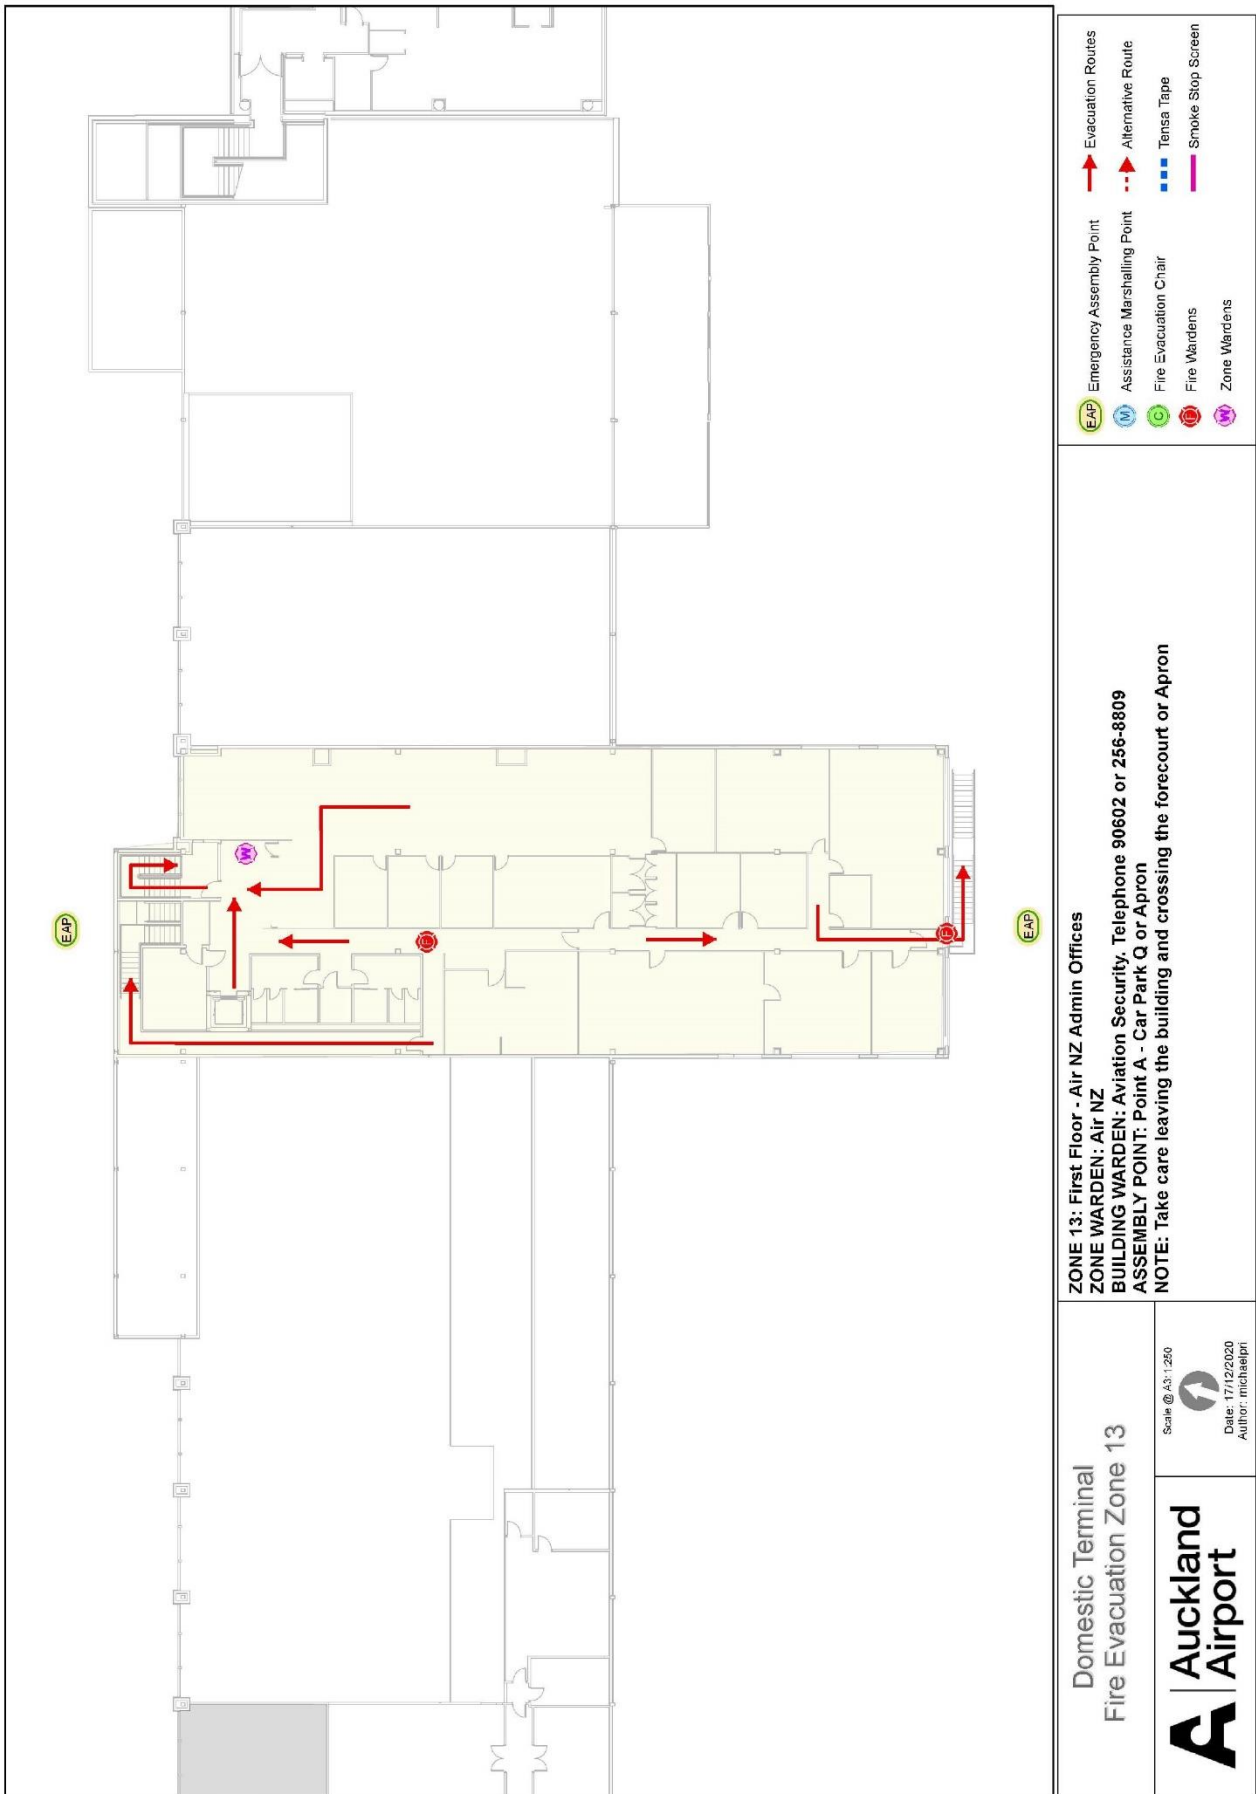 EAP
W
F
F
EAP
Domestic Terminal
Fire Evacuation Zone 13
A | Auckland
Airport
Scale @ A3: 1:250
Date: 17/12/2020
Author: michaelpri
ZONE 13: First Floor - Air NZ Admin Offices
ZONE WARDEN: Air NZ
BUILDING WARDEN: Aviation Security. Telephone 90602 or 256-8809
ASSEMBLY POINT: Point A - Car Park Q or Apron
NOTE: Take care leaving the building and crossing the forecourt or Apron
EAP Emergency Assembly Point
M Assistance Marshalling Point
C Fire Evacuation Chair
F Fire Wardens
W Zone Wardens
Evacuation Routes
Alternative Route
Tensa Tape
Smoke Stop Screen